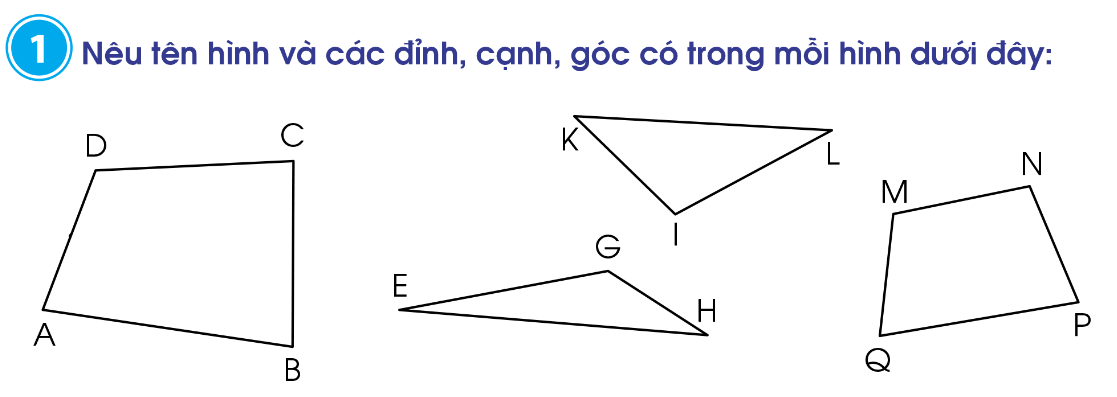 1 Nêu tên hình và các đỉnh, cạnh, góc có trong mỗi hình dưới đây:
D C
A B
K L
I
E G H
M N
Q P